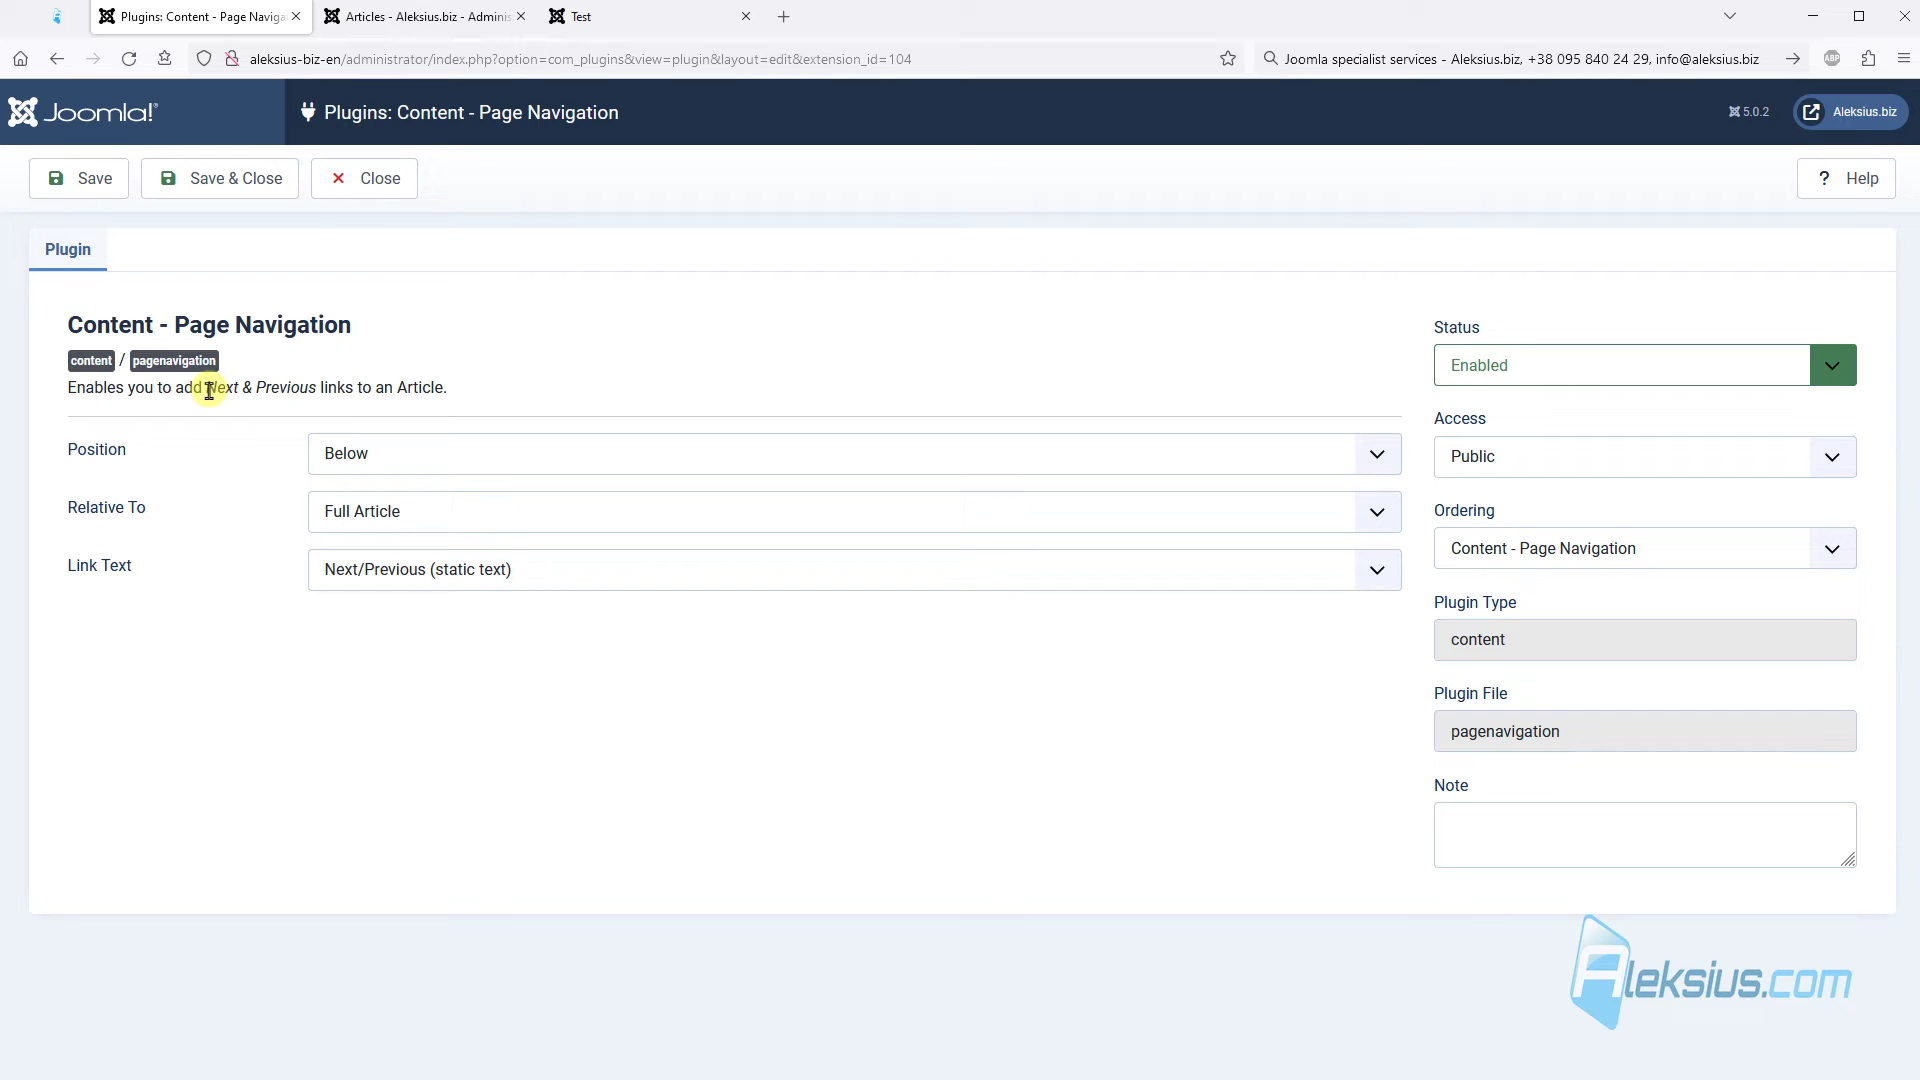 Plugins: Content - Page Naviga
Articles - Aleksius.biz - Adminis
Test
aleksius-biz-en/administrator/index.php?option=com_plugins&view=plugin&layout=edit&extension_id=104
Joomla specialist services - Aleksius.biz, +38 095 840 24 29, info@aleksius.biz
ABP
Joomla!®
Plugins: Content - Page Navigation
5.0.2
Aleksius.biz
Save
Save & Close
Close
? Help
Plugin
Content - Page Navigation
content / pagenavigation
Enables you to add Next & Previous links to an Article.
Position
Below
Relative To
Full Article
Link Text
Next/Previous (static text)
Status
Enabled
Access
Public
Ordering
Content - Page Navigation
Plugin Type
content
Plugin File
pagenavigation
Note
Aleksius.com